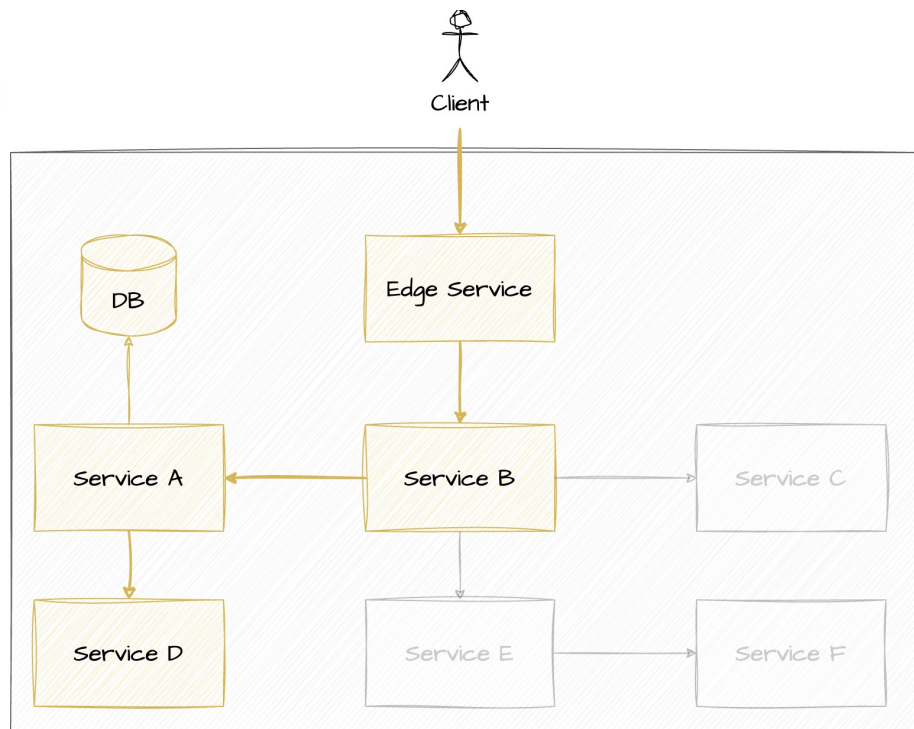 Client
DB
Edge Service
Service A
Service B
Service C
Service D
Service E
Service F